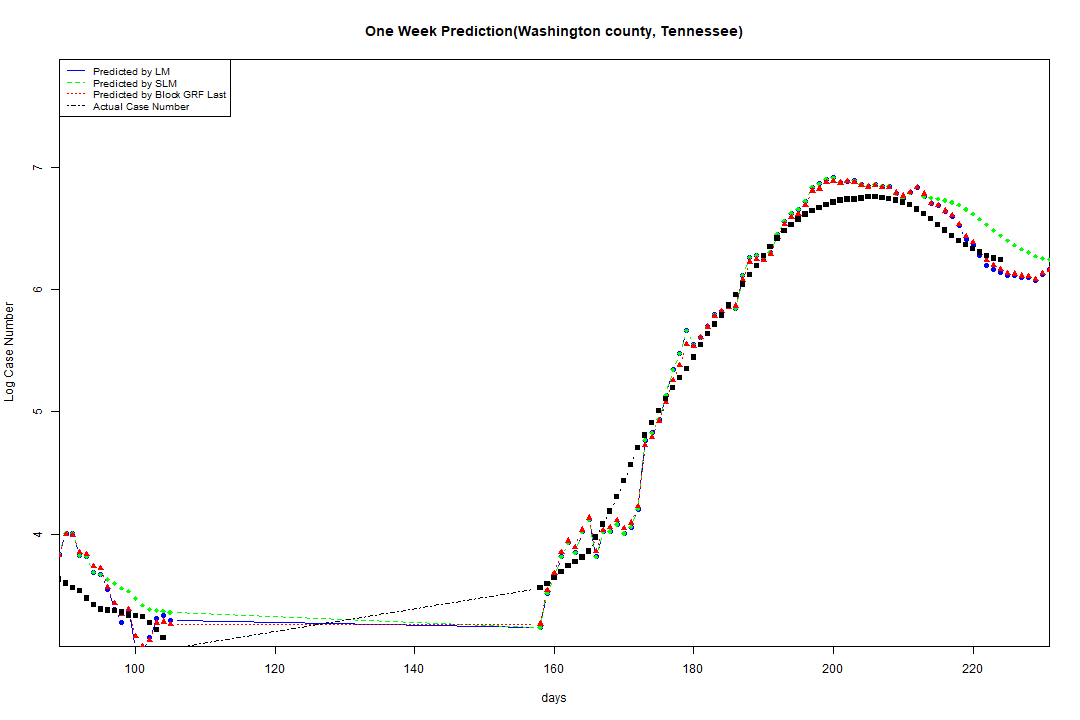 One Week Prediction(Washington county, Tennessee)
Predicted by LM
Predicted by SLM
Predicted by Block GRF Last
Actual Case Number
7
6
5
4
Log Case Number
100 120 140 160 180 200 220
days